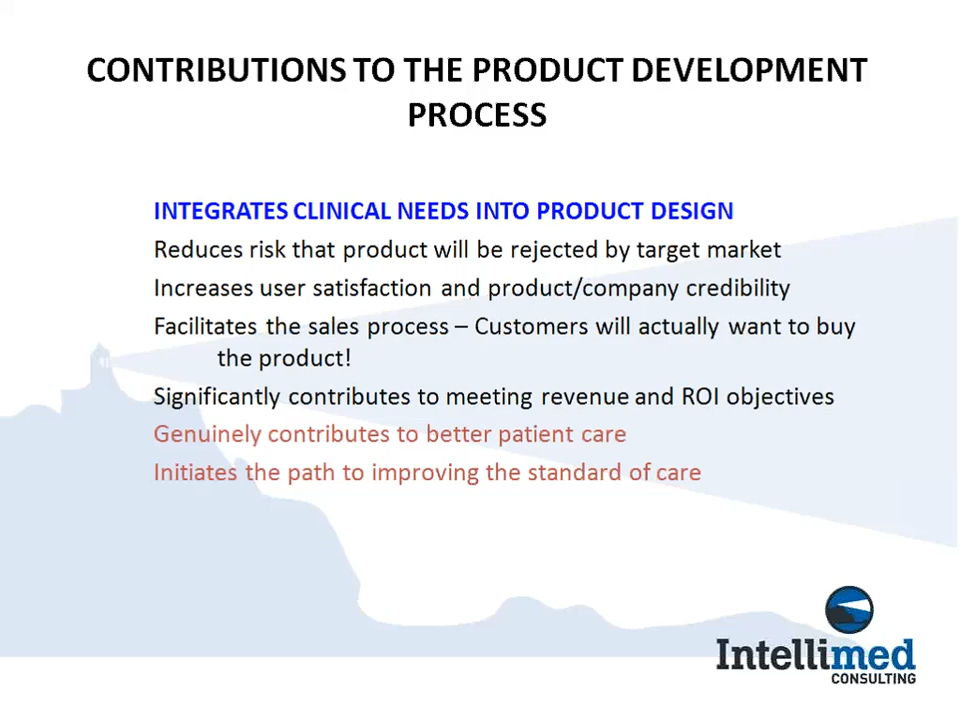 CONTRIBUTIONS TO THE PRODUCT DEVELOPMENT
PROCESS
INTEGRATES CLINICAL NEEDS INTO PRODUCT DESIGN
Reduces risk that product will be rejected by target market
Increases user satisfaction and product/company credibility
Facilitates the sales process – Customers will actually want to buy
the product!
Significantly contributes to meeting revenue and ROI objectives
Genuinely contributes to better patient care
Initiates the path to improving the standard of care
Intellimed
CONSULTING